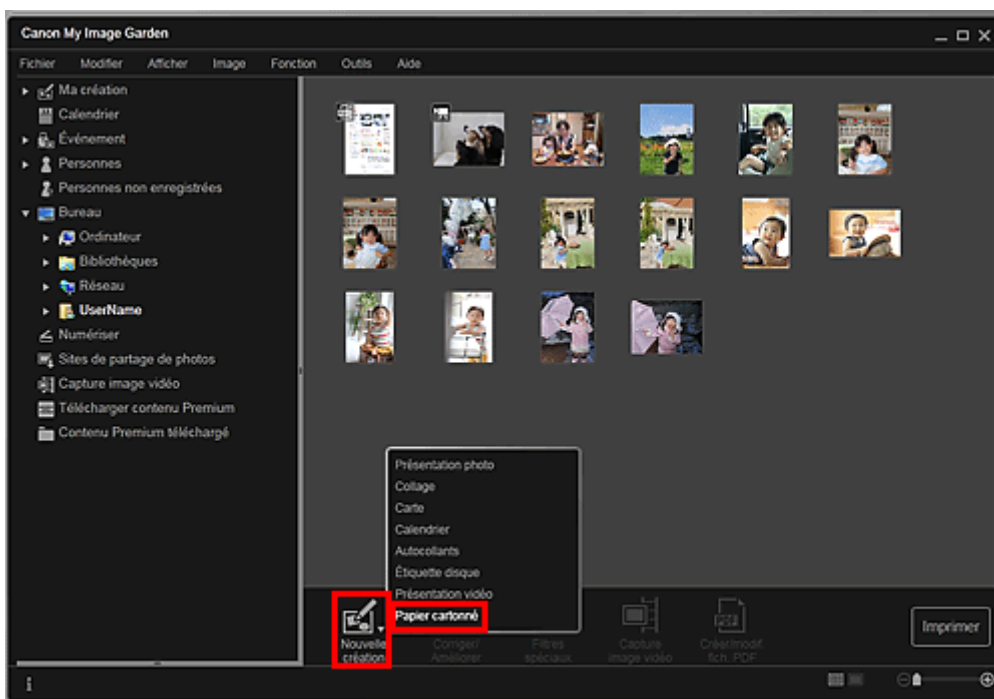 Canon My Image Garden
Fichier Modifier Afficher Image Fonction Outils Aide
Ma création
Calendrier
Événement
Personnes
Personnes non enregistrées
Bureau
Ordinateur
Bibliothèques
Réseau
UserName
Numériser
Sites de partage de photos
Capture image vidéo
Télécharger contenu Premium
Contenu Premium téléchargé
Présentation photo
Collage
Carte
Calendrier
Autocollants
Étiquette disque
Présentation vidéo
Papier cartonné
Nouvelle création
Corriger/ Améliorer
Filtres spéciaux
Capture image vidéo
PDF
Créer/modif. fich. PDF
Imprimer